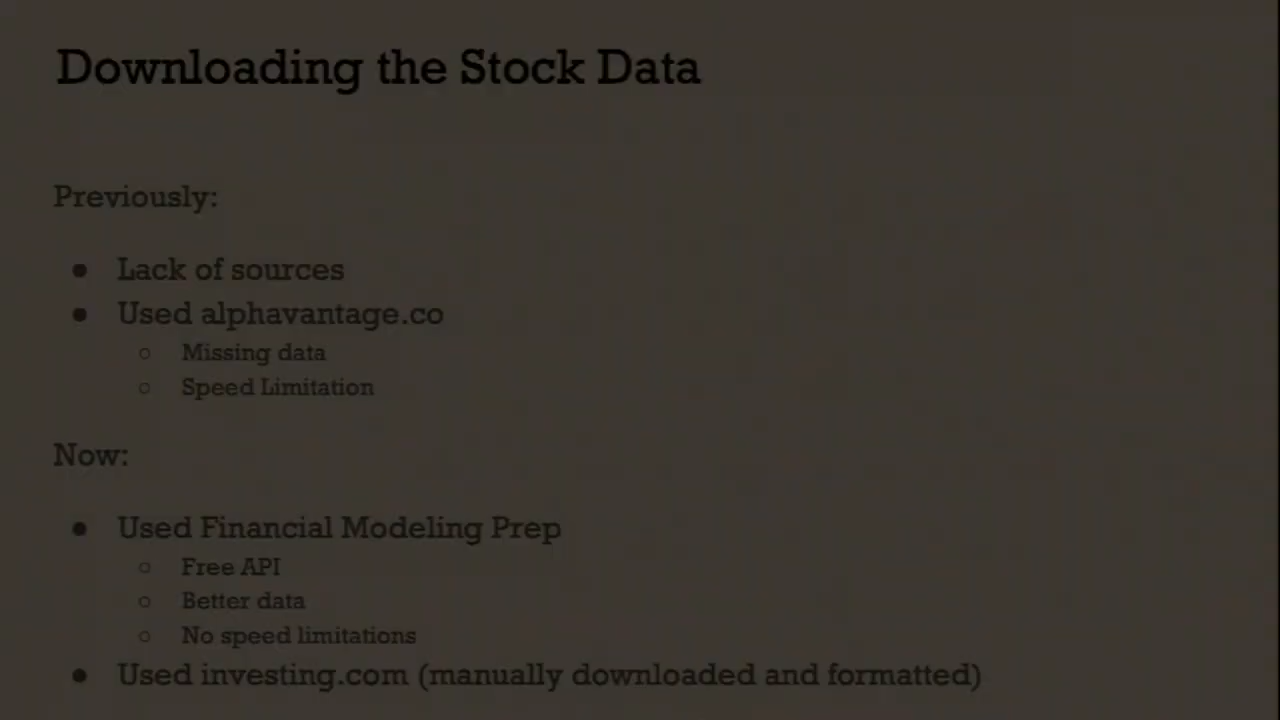 Downloading the Stock Data
Previously:
● Lack of sources
● Used alphavantage.co
○ Missing data
○ Speed Limitation
Now:
● Used Financial Modeling Prep
○ Free API
○ Better data
○ No speed limitations
● Used investing.com (manually downloaded and formatted)